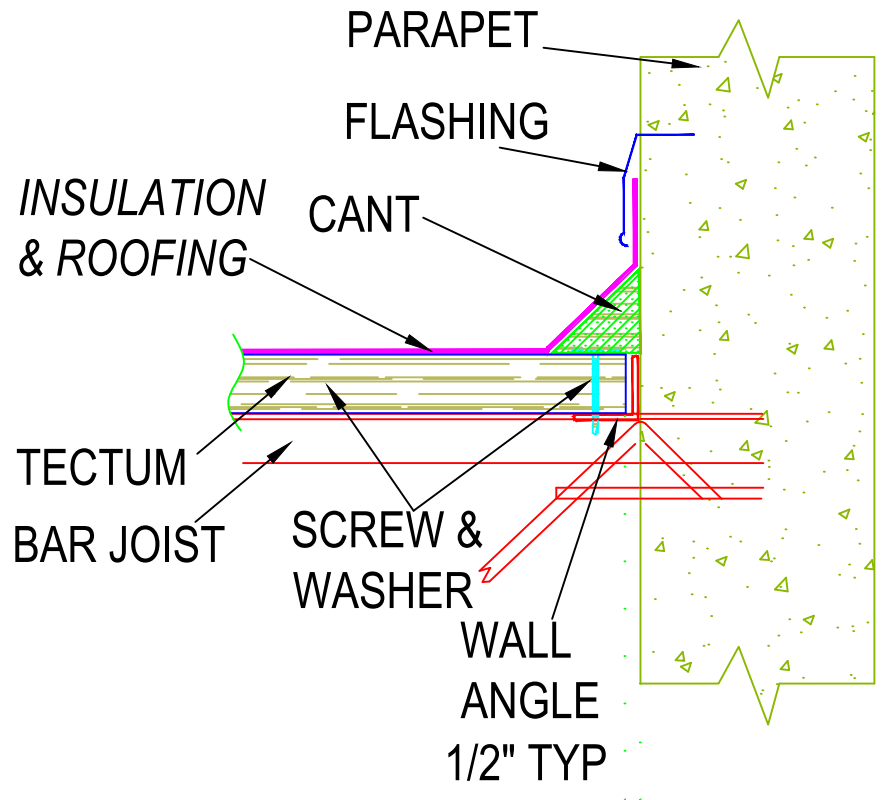 PARAPET
FLASHING
INSULATION
& ROOFING
CANT
TECTUM
BAR JOIST
SCREW &
WASHER
WALL
ANGLE
1/2" TYP